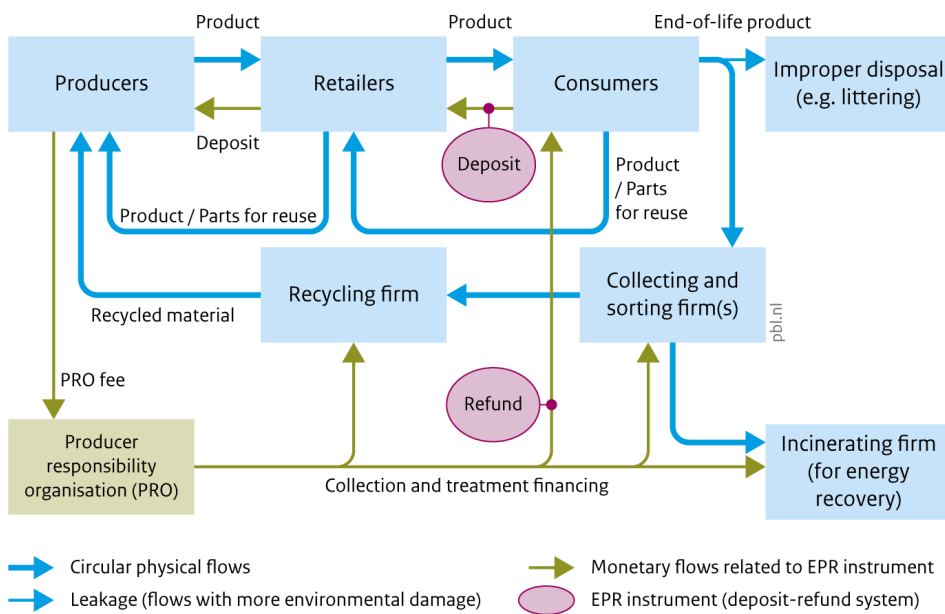 Product
Product
End-of-life product
Producers
Retailers
Consumers
Improper disposal
(e.g. littering)
Deposit
Deposit
Product
/ Parts
for reuse
Product / Parts for reuse
Recycling firm
Collecting and
sorting firm(s)
pbl.nl
Recycled material
PRO fee
Refund
Producer
responsibility
organisation (PRO)
Collection and treatment financing
Incinerating firm
(for energy
recovery)
Circular physical flows
Monetary flows related to EPR instrument
Leakage (flows with more environmental damage)
EPR instrument (deposit-refund system)